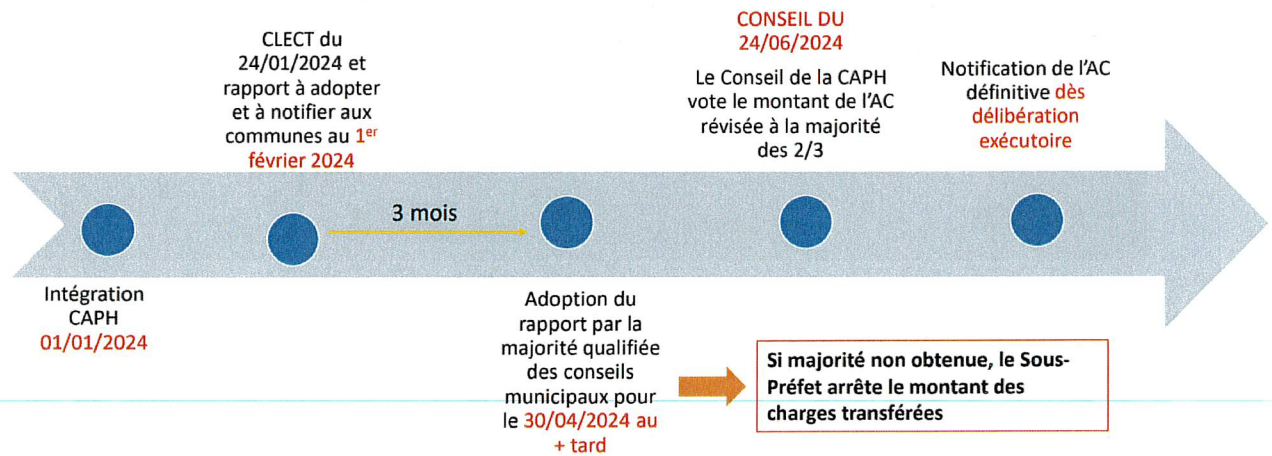 CLECT du
24/01/2024 et
rapport à adopter
et à notifier aux
communes au 1er
février 2024
CONSEIL DU
24/06/2024
Le Conseil de la CAPH
vote le montant de l'AC
révisée à la majorité
des 2/3
Notification de l'AC
définitive dès
délibération
exécutoire
3 mois
Intégration
CAPH
01/01/2024
Adoption du
rapport par la
majorité qualifiée
des conseils
municipaux pour
le 30/04/2024 au
+ tard
Si majorité non obtenue, le Sous-
Préfet arrête le montant des
charges transférées